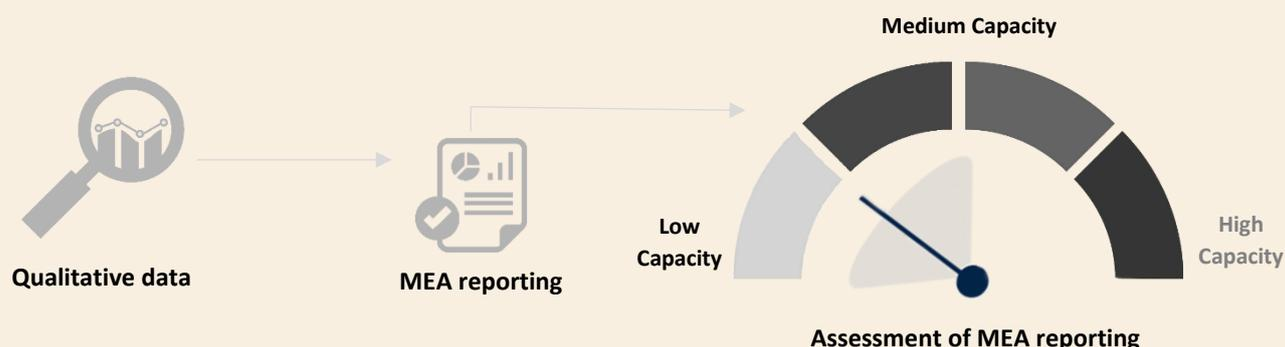 Medium Capacity
Low
Capacity
High
Capacity
Qualitative data
MEA reporting
Assessment of MEA reporting